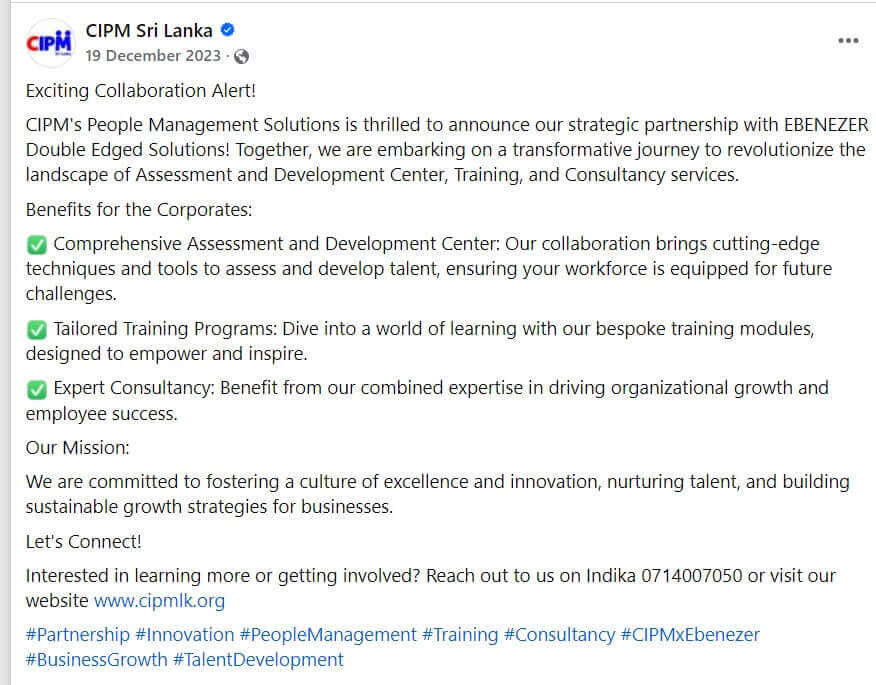 CIPM
Sri Lanka
CIPM Sri Lanka
19 December 2023 ·
Exciting Collaboration Alert!
CIPM's People Management Solutions is thrilled to announce our strategic partnership with EBENEZER
Double Edged Solutions! Together, we are embarking on a transformative journey to revolutionize the
landscape of Assessment and Development Center, Training, and Consultancy services.
Benefits for the Corporates:
✅ Comprehensive Assessment and Development Center: Our collaboration brings cutting-edge
techniques and tools to assess and develop talent, ensuring your workforce is equipped for future
challenges.
✅ Tailored Training Programs: Dive into a world of learning with our bespoke training modules,
designed to empower and inspire.
✅ Expert Consultancy: Benefit from our combined expertise in driving organizational growth and
employee success.
Our Mission:
We are committed to fostering a culture of excellence and innovation, nurturing talent, and building
sustainable growth strategies for businesses.
Let's Connect!
Interested in learning more or getting involved? Reach out to us on Indika 0714007050 or visit our
website www.cipmlk.org
#Partnership #Innovation #PeopleManagement #Training #Consultancy #CIPMxEbenezer
#BusinessGrowth #TalentDevelopment